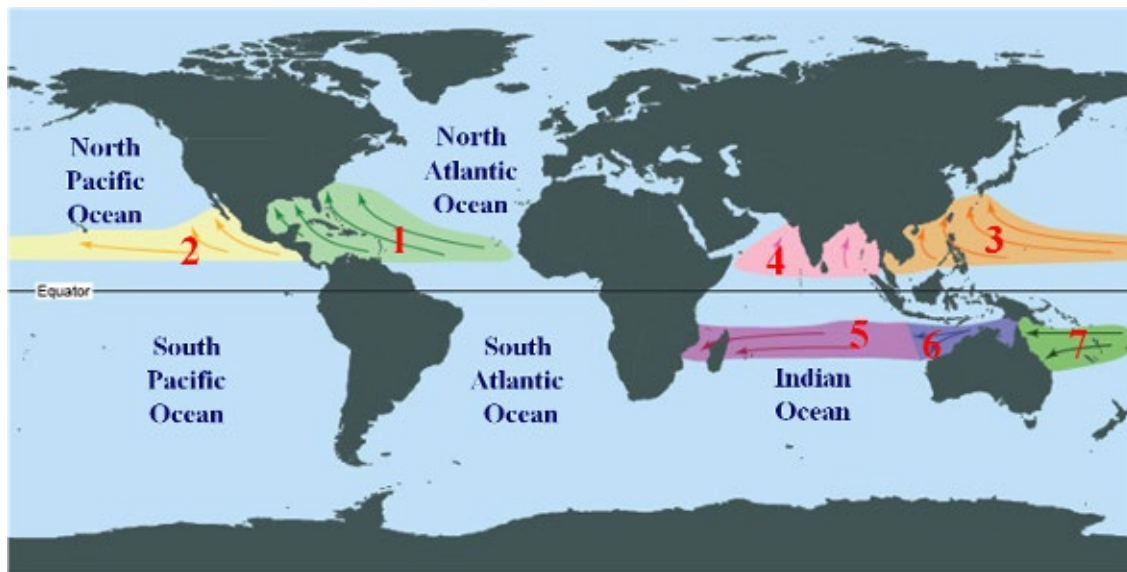 North
Pacific
Ocean
North
Atlantic
Ocean
1
2
3
4
Equator
South
Pacific
Ocean
South
Atlantic
Ocean
5
6
7
Indian
Ocean